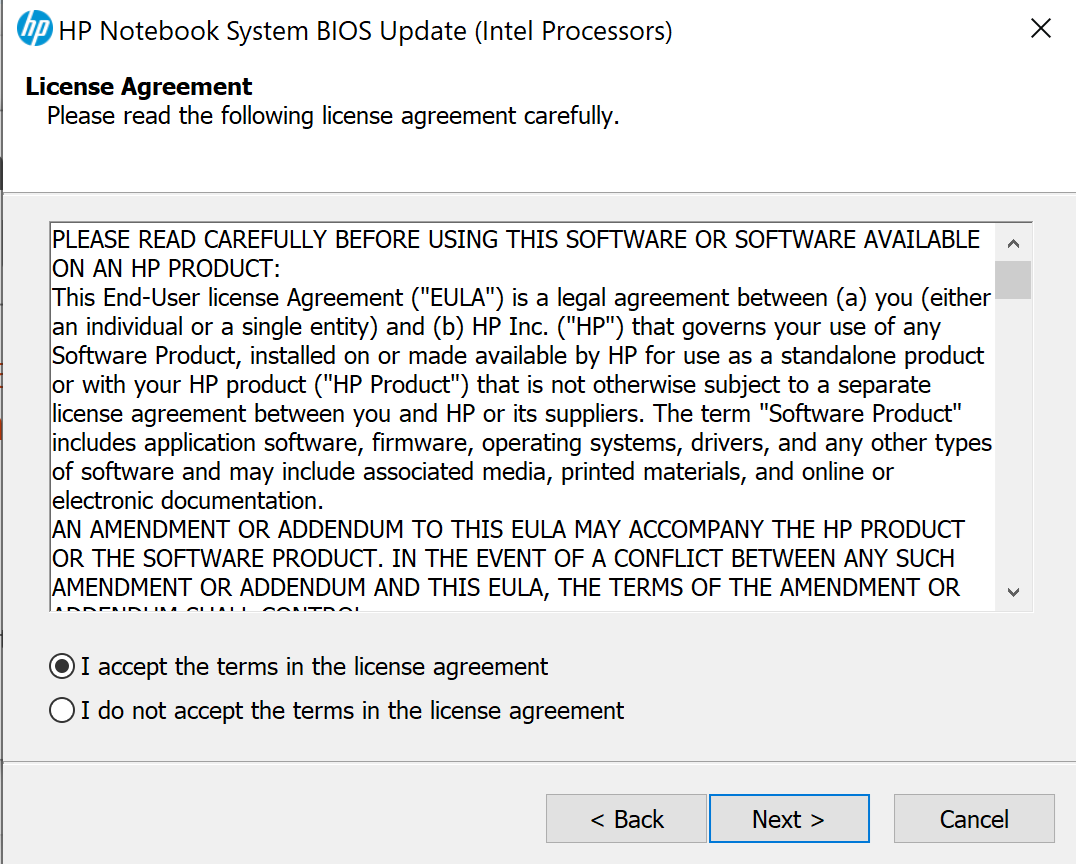 hp HP Notebook System BIOS Update (Intel Processors)
License Agreement
Please read the following license agreement carefully.
PLEASE READ CAREFULLY BEFORE USING THIS SOFTWARE OR SOFTWARE AVAILABLE
ON AN HP PRODUCT:
This End-User license Agreement ("EULA") is a legal agreement between (a) you (either
an individual or a single entity) and (b) HP Inc. ("HP") that governs your use of any
Software Product, installed on or made available by HP for use as a standalone product
or with your HP product ("HP Product") that is not otherwise subject to a separate
license agreement between you and HP or its suppliers. The term "Software Product"
includes application software, firmware, operating systems, drivers, and any other types
of software and may include associated media, printed materials, and online or
electronic documentation.
AN AMENDMENT OR ADDENDUM TO THIS EULA MAY ACCOMPANY THE HP PRODUCT
OR THE SOFTWARE PRODUCT. IN THE EVENT OF A CONFLICT BETWEEN ANY SUCH
AMENDMENT OR ADDENDUM AND THIS EULA, THE TERMS OF THE AMENDMENT OR
ADDENDUM SHALL CONTROL
I accept the terms in the license agreement
I do not accept the terms in the license agreement
< Back Next > Cancel